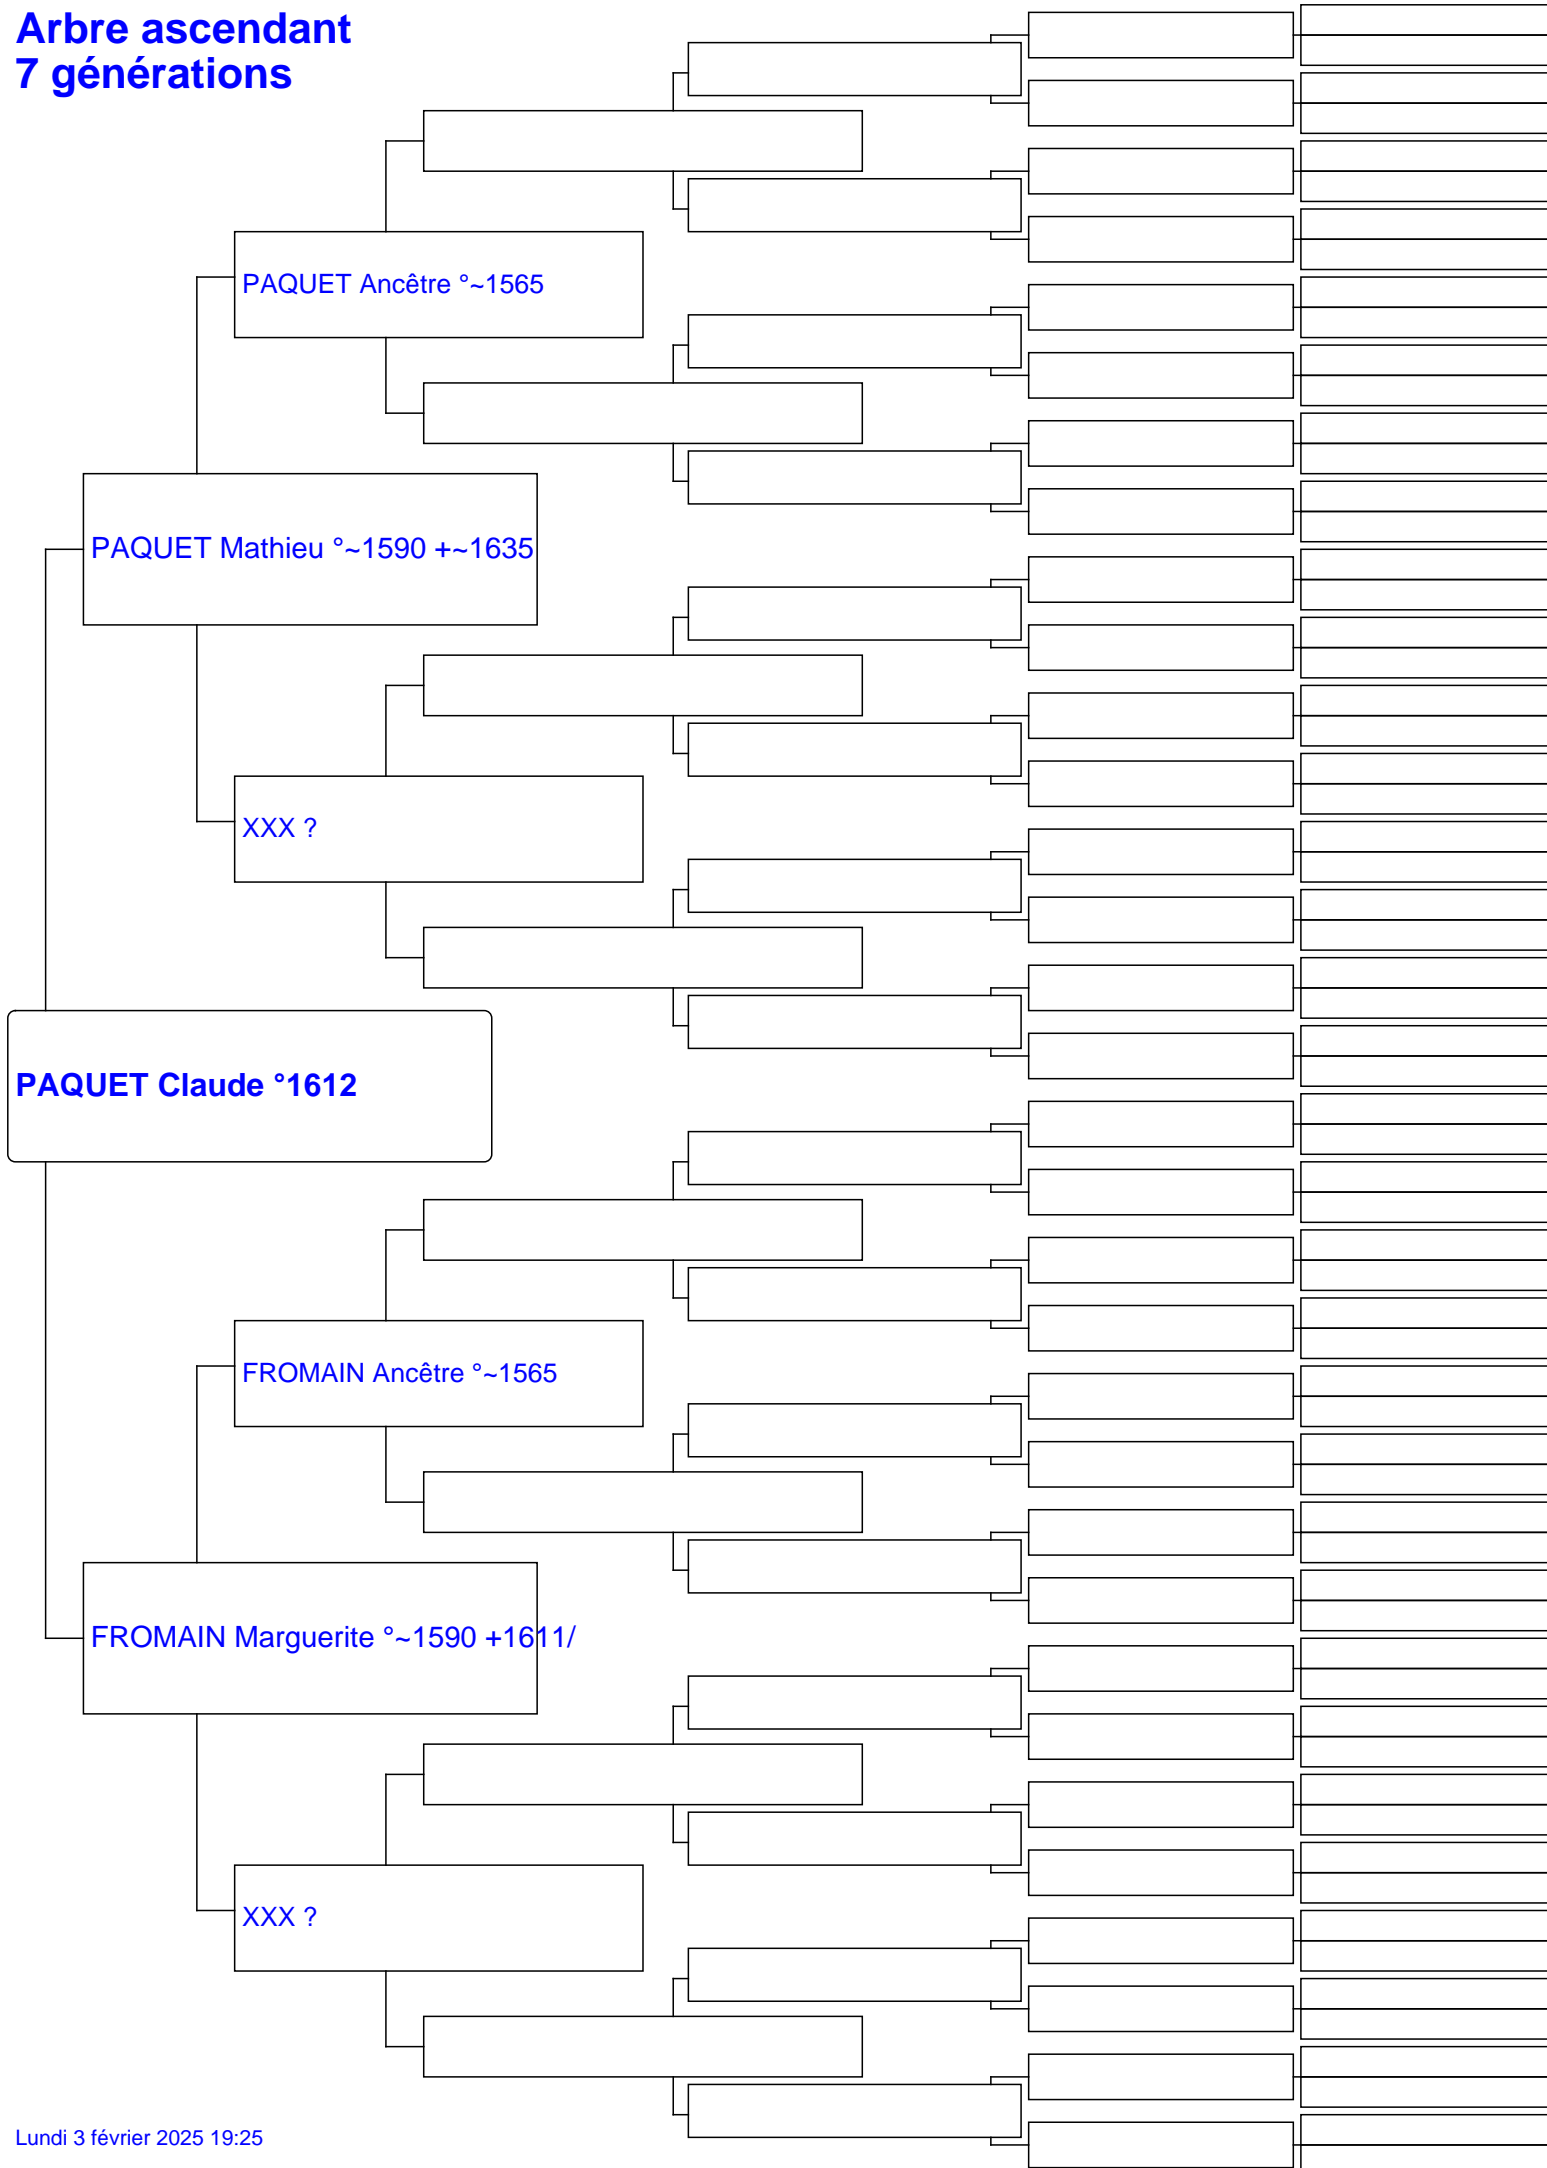 Arbre ascendant
7 générations
PAQUET Ancêtre °~1565
PAQUET Mathieu °~1590 +~1635
XXX ?
PAQUET Claude °1612
FROMAIN Ancêtre °~1565
FROMAIN Marguerite °~1590 +1611/
XXX ?
Lundi 3 février 2025 19:25